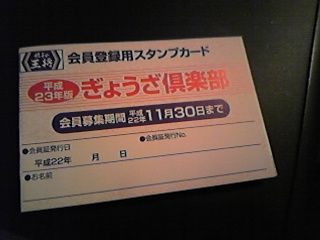 餃子の
王将
会員登録用スタンプカード
平成
23年版
ぎょうざ倶楽部
会員募集期間 平成22年 11月30日まで
●会員証発行日
●会員証発行No.
平成22年 月 日
●お名前